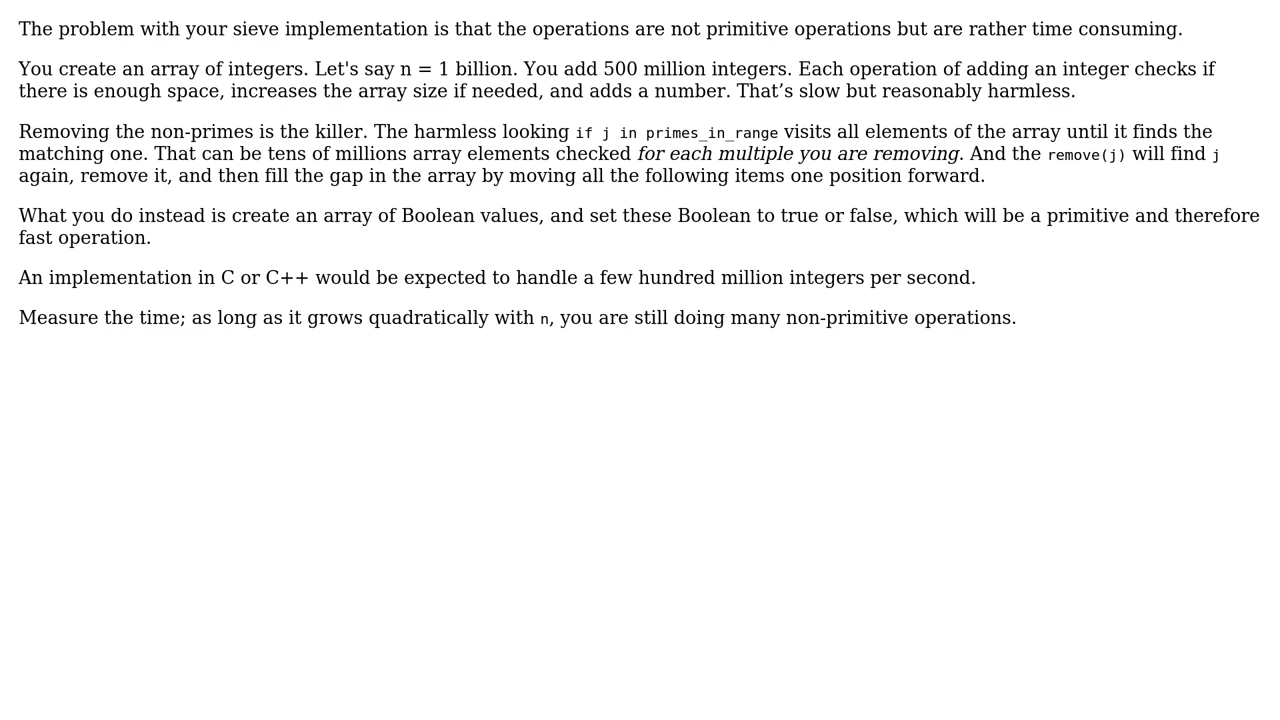 The problem with your sieve implementation is that the operations are not primitive operations but are rather time consuming.
You create an array of integers. Let's say n = 1 billion. You add 500 million integers. Each operation of adding an integer checks if
there is enough space, increases the array size if needed, and adds a number. That’s slow but reasonably harmless.
Removing the non-primes is the killer. The harmless looking if j in primes_in_range visits all elements of the array until it finds the
matching one. That can be tens of millions array elements checked for each multiple you are removing. And the remove(j) will find j
again, remove it, and then fill the gap in the array by moving all the following items one position forward.
What you do instead is create an array of Boolean values, and set these Boolean to true or false, which will be a primitive and therefore
fast operation.
An implementation in C or C++ would be expected to handle a few hundred million integers per second.
Measure the time; as long as it grows quadratically with n, you are still doing many non-primitive operations.